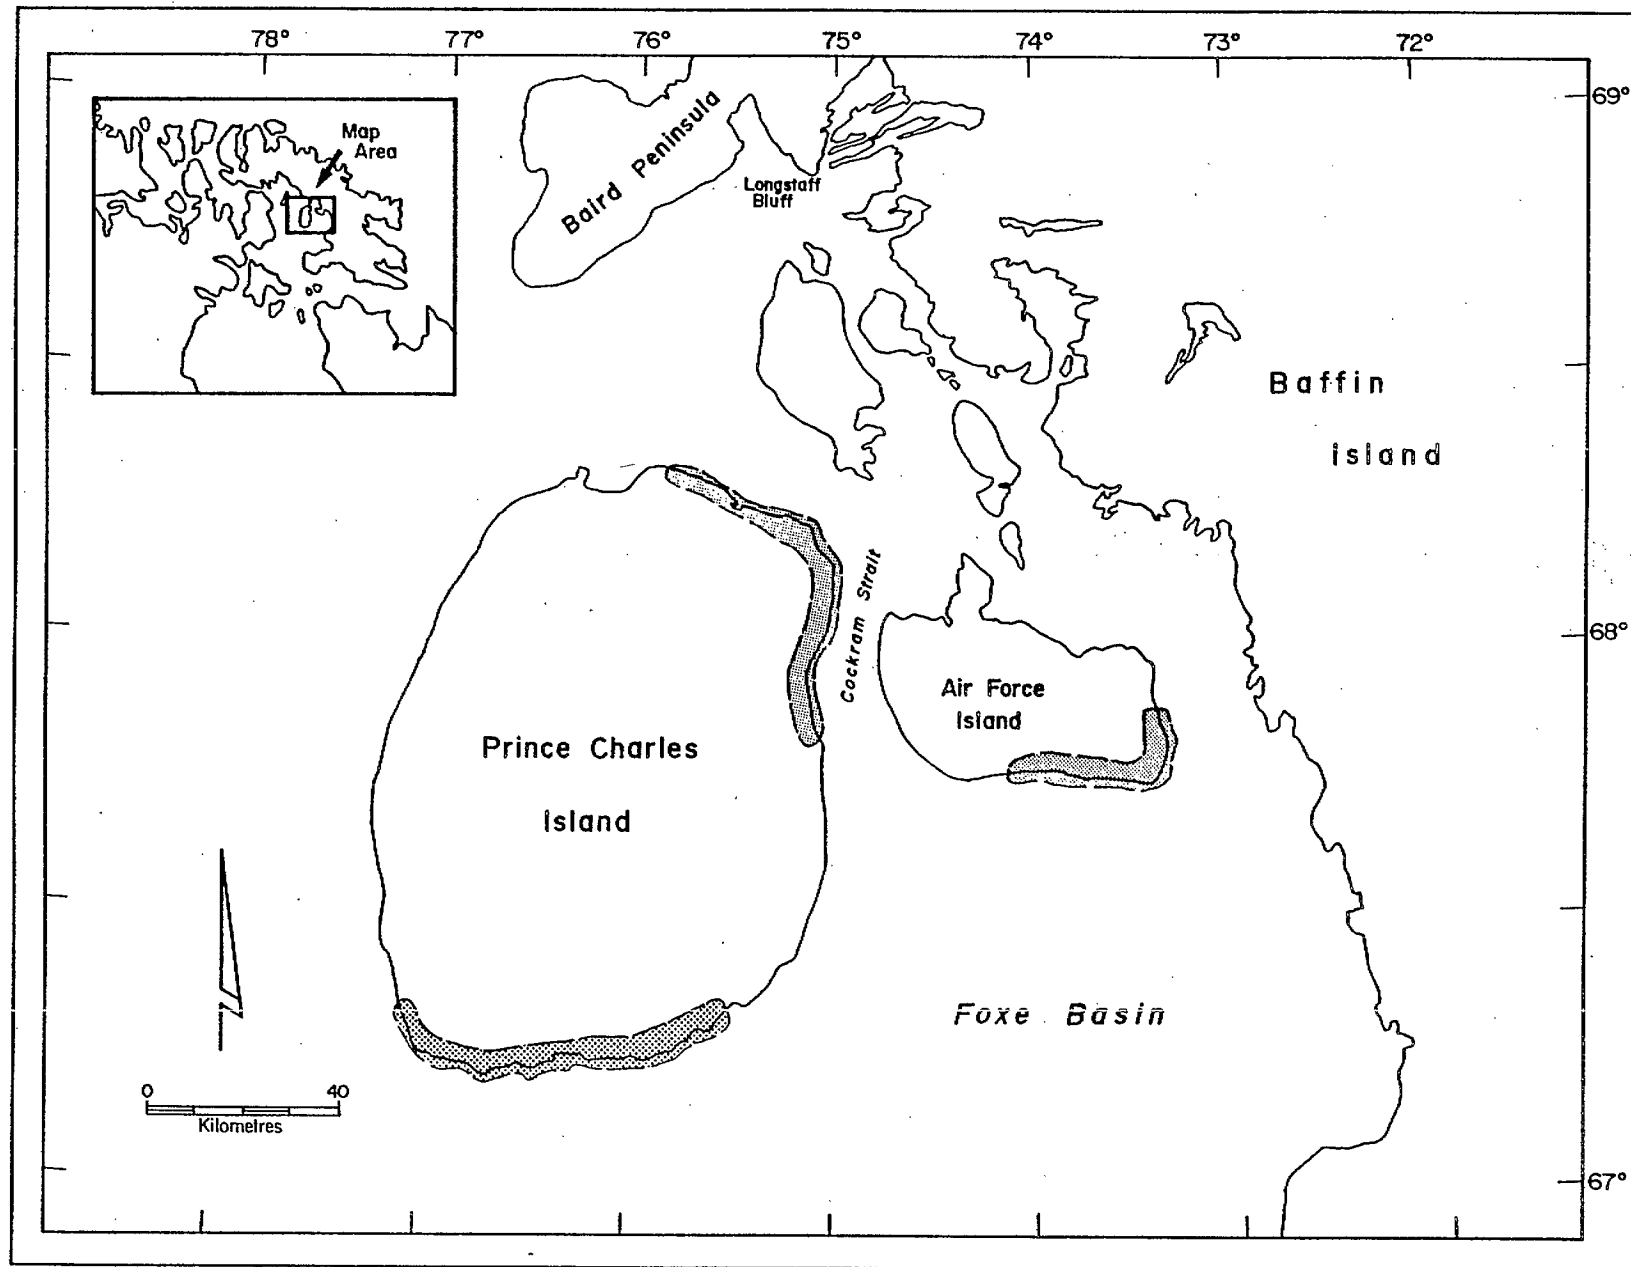 78° 77° 76° 75° 74° 73° 72°
69°
Map
Area
Baird Peninsula
Longstaff
Bluff
Baffin
Island
Cockram Strait
68°
Air Force
Island
Prince Charles
Island
Foxe Basin
0 40
Kilometres
67°